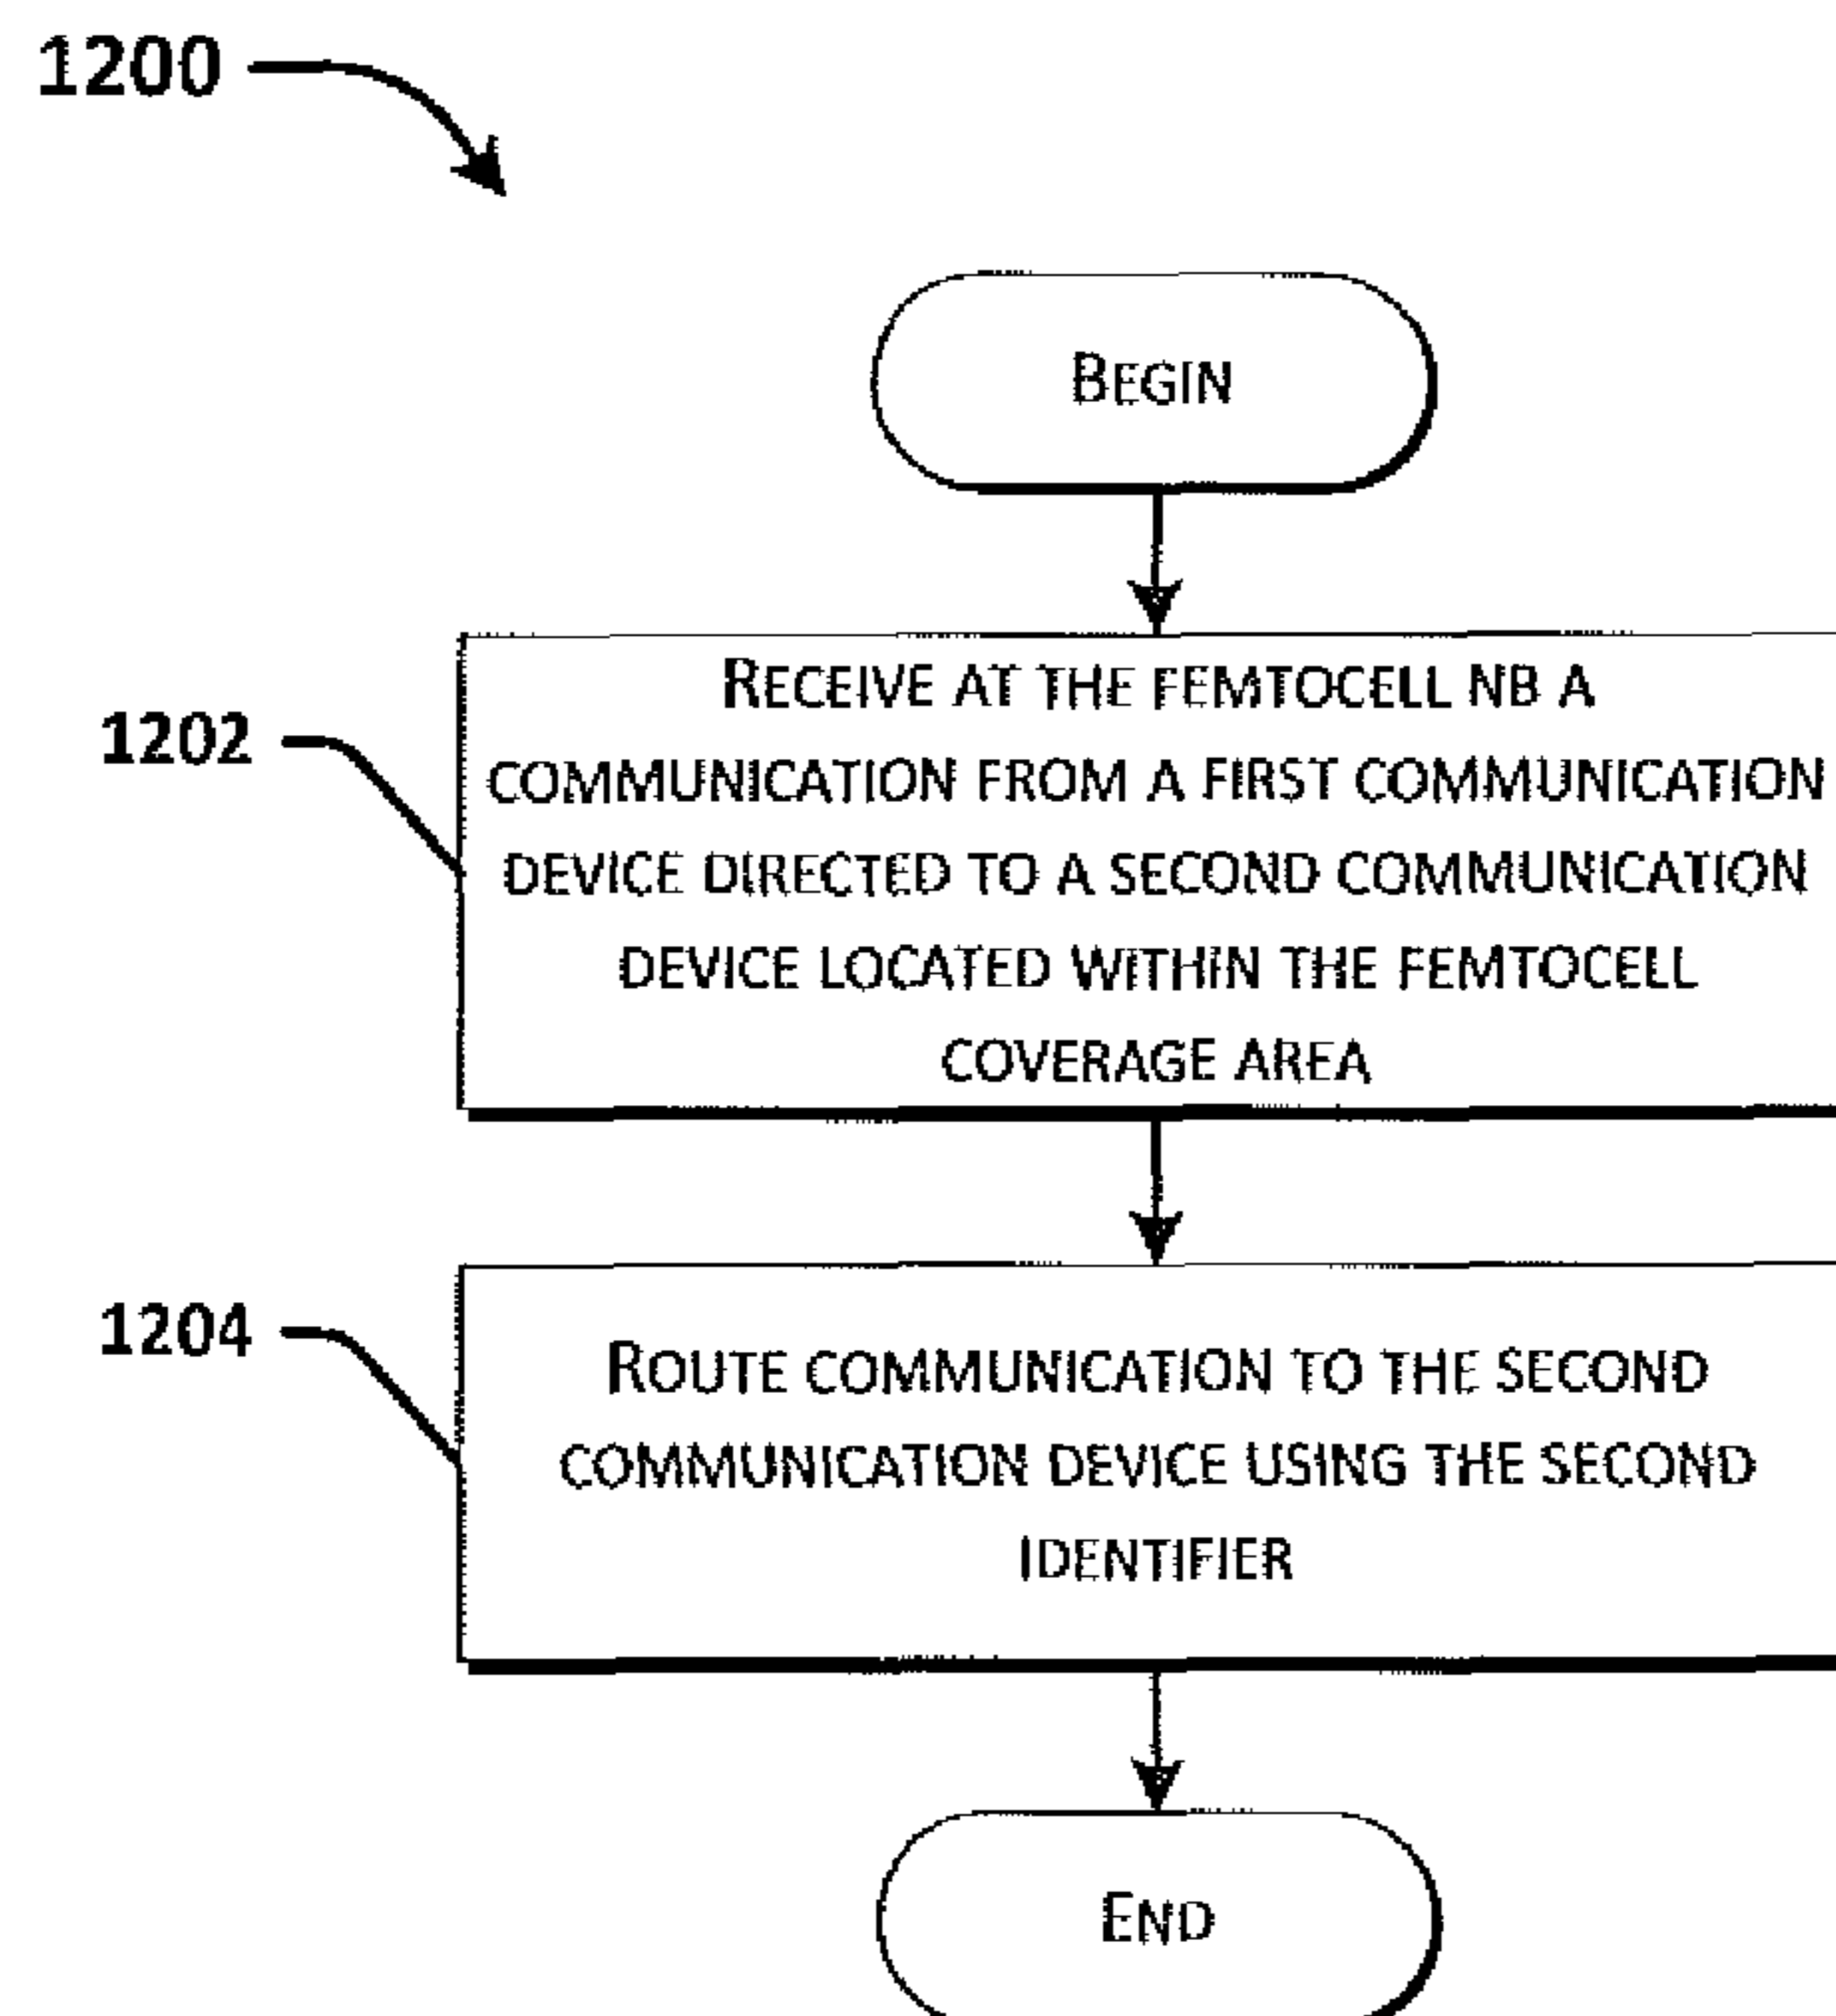 1200
BEGIN
1202
RECEIVE AT THE FEMTOCELL NB A
COMMUNICATION FROM A FIRST COMMUNICATION
DEVICE DIRECTED TO A SECOND COMMUNICATION
DEVICE LOCATED WITHIN THE FEMTOCELL
COVERAGE AREA
1204
ROUTE COMMUNICATION TO THE SECOND
COMMUNICATION DEVICE USING THE SECOND
IDENTIFIER
END